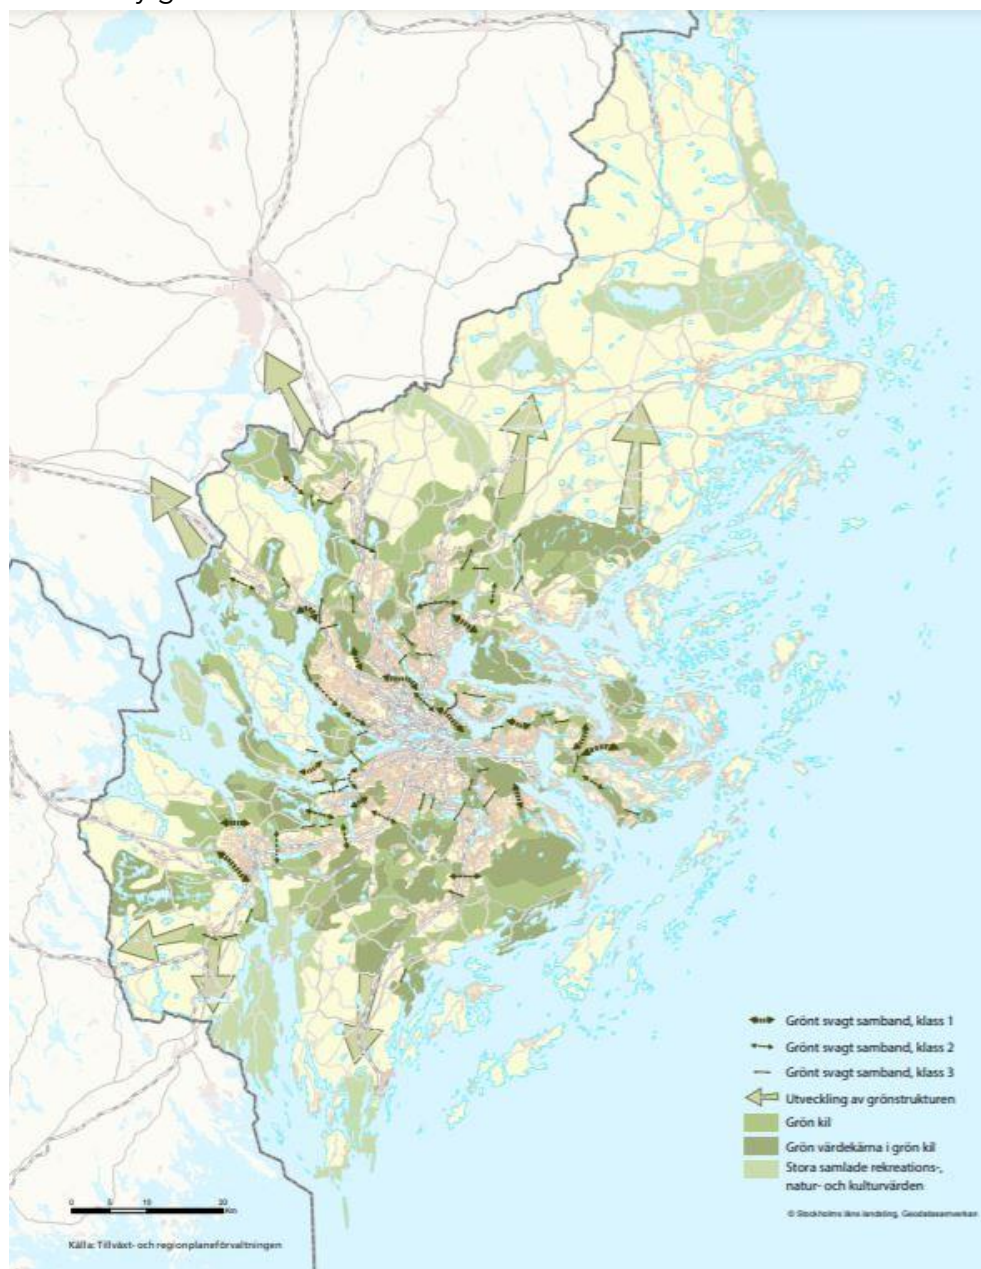 Grönt svagt samband, klass 1
Grönt svagt samband, klass 2
Grönt svagt samband, klass 3
Utveckling av grönstrukturen
Grön kil
Grön värdekärna i grön kil
Stora samlade rekreations-,
natur- och kulturvärden
© Stockholms läns landsting, Geodatasamverkan
0 5 10 20
Km
Källa: Tillväxt- och regionplaneförvaltningen